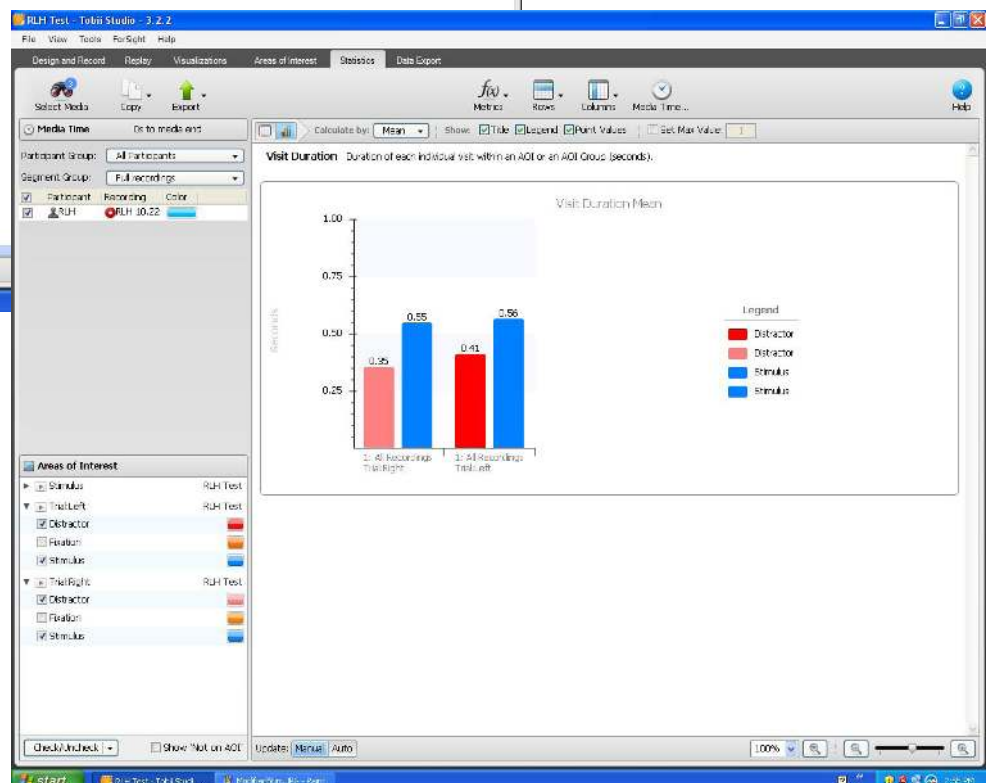 RLH Test - Tobii Studio - 3.2.2
File View Tools ForSight Help
Design and Record Replay Visualizations Areas of Interest Statistics Data Export
Select Media Copy Export f(x) Metrics Rows Columns Media Time... Help
Media Time 0s to media end
Calculate by: Mean Show: Title Legend Point Values Set Max Value: 1
Participant Group: All Participants
Segment Group: Full recordings
Participant Recording Color
RLH RLH 10.22
Visit Duration Duration of each individual visit within an AOI or an AOI Group (seconds).
Visit Duration Mean
Seconds
1.00
0.75
0.50
0.25
0.35
0.55
0.41
0.56
1: All Recordings
TrialRight
1: All Recordings
TrialLeft
Legend
Distractor
Distractor
Stimulus
Stimulus
Areas of Interest
Stimulus RLH Test
TrialLeft RLH Test
Distractor
Fixation
Stimulus
TrialRight RLH Test
Distractor
Fixation
Stimulus
Check/Uncheck Show 'Not on AOI'
Update: Manual Auto
100%
start RLH Test - Tobii Studi...